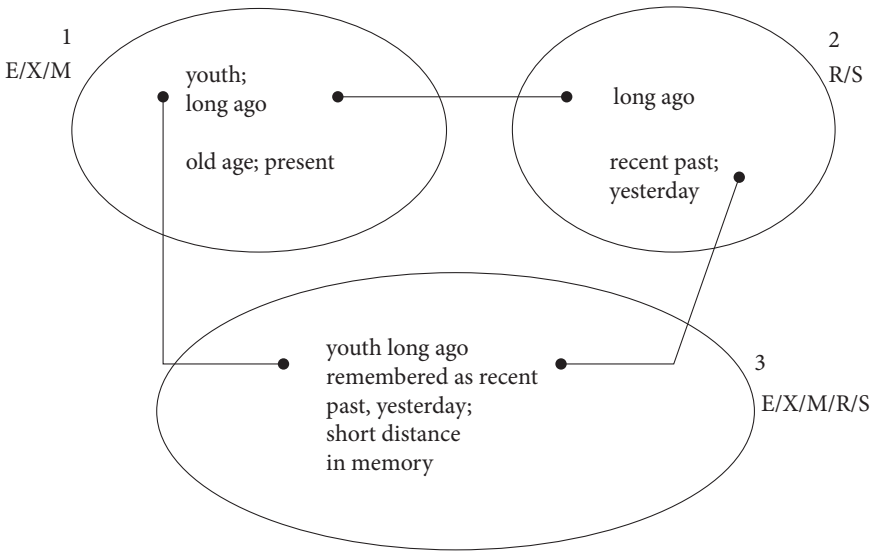 1
E/X/M
youth;
long ago
old age; present
2
R/S
long ago
recent past;
yesterday
youth long ago
remembered as recent
past, yesterday;
short distance
in memory
3
E/X/M/R/S